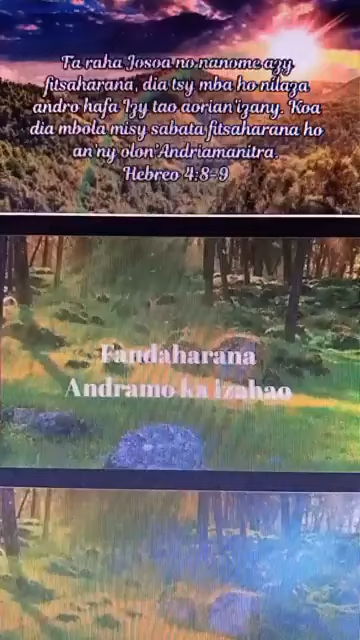 Fa raha Josoa no nanome azy
fitsaharana, dia tsy mba ho nilaza
andro hafa Izy tao aorian'izany. Koa
dia mbola misy sabata fitsaharana ho
an'ny olon'Andriamanitra.
Hebreo 4:8-9
Fandaharana
Andramo ka izahao